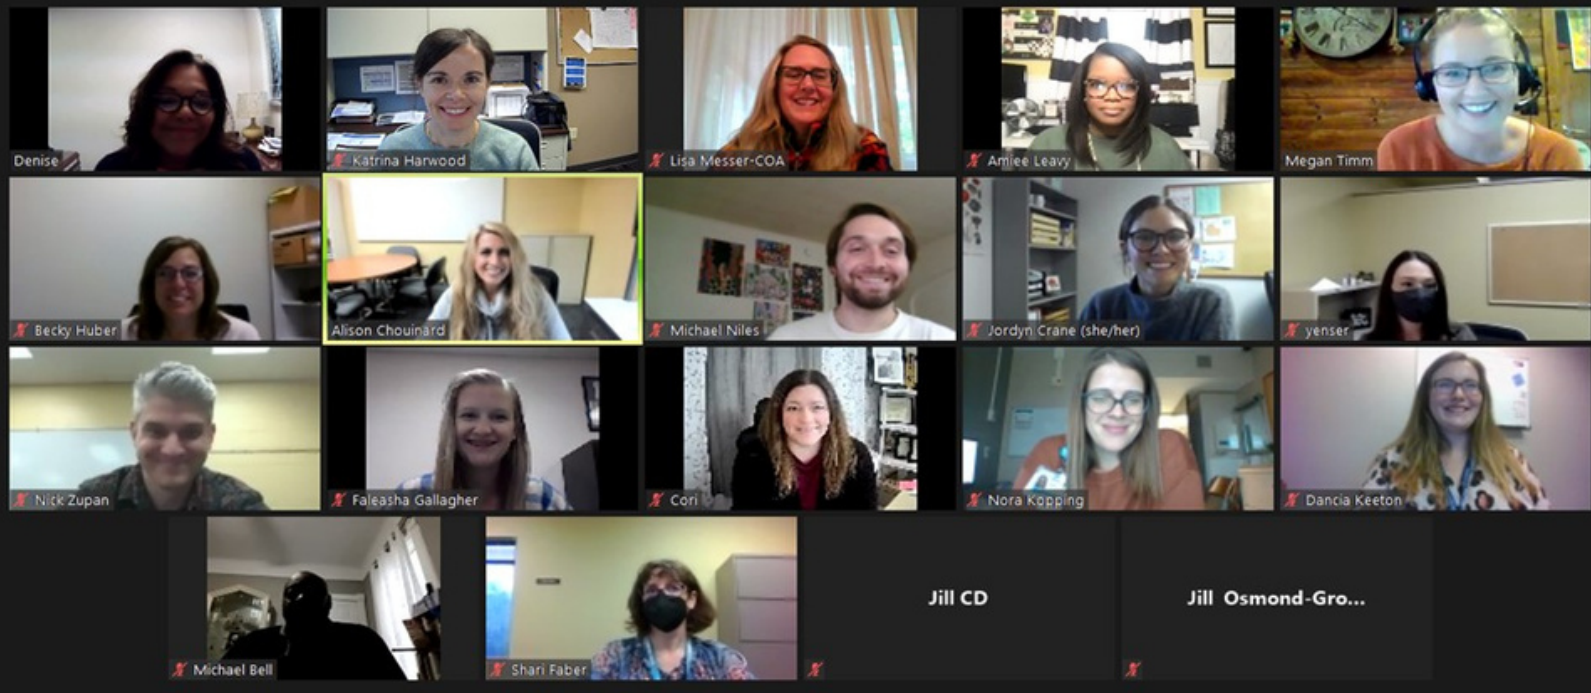 Denise
Katrina Harwood
Lisa Messer-COA
Amiee Leavy
Megan Timm
Becky Huber
Alison Chouinard
Michael Niles
Jordyn Crane (she/her)
yenser
Nick Zupan
Faleasha Gallagher
Cori
Nora Kopping
Dancia Keeton
Michael Bell
Shari Faber
Jill CD
Jill Osmond-Gro...